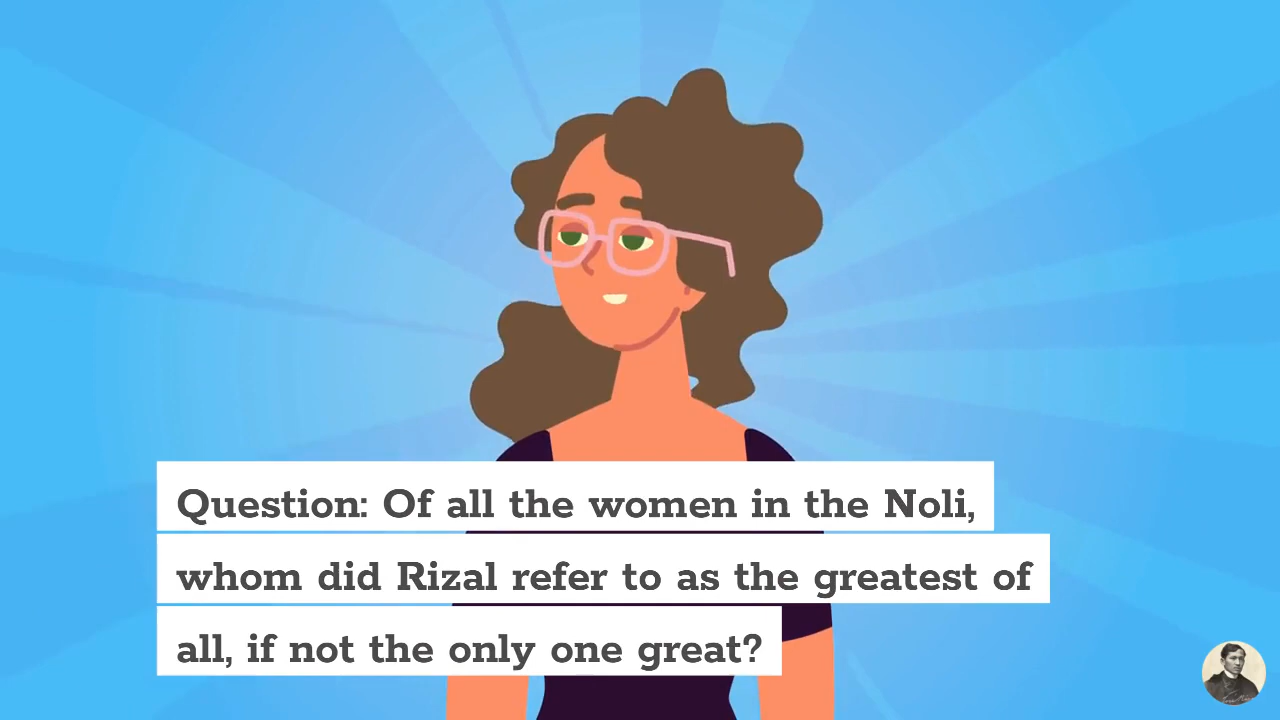 Question: Of all the women in the Noli,
whom did Rizal refer to as the greatest of
all, if not the only one great?